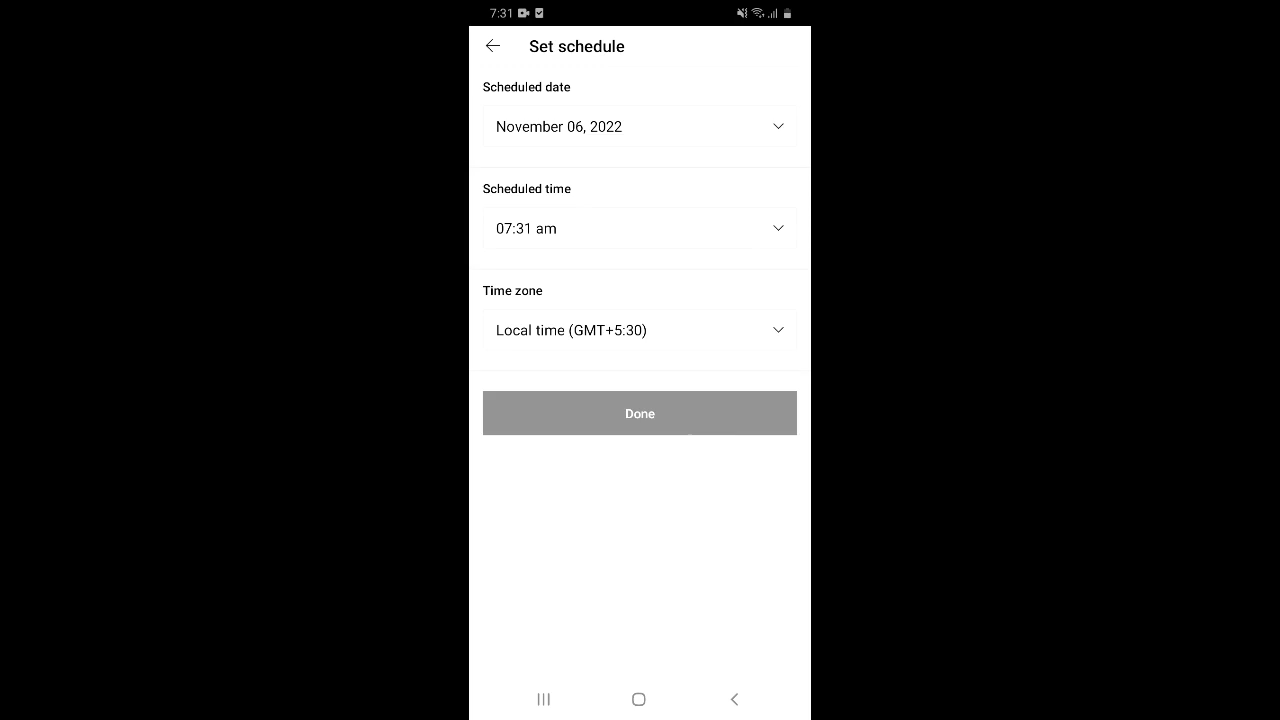 7:31
Set schedule
Scheduled date
November 06, 2022
Scheduled time
07:31 am
Time zone
Local time (GMT+5:30)
Done